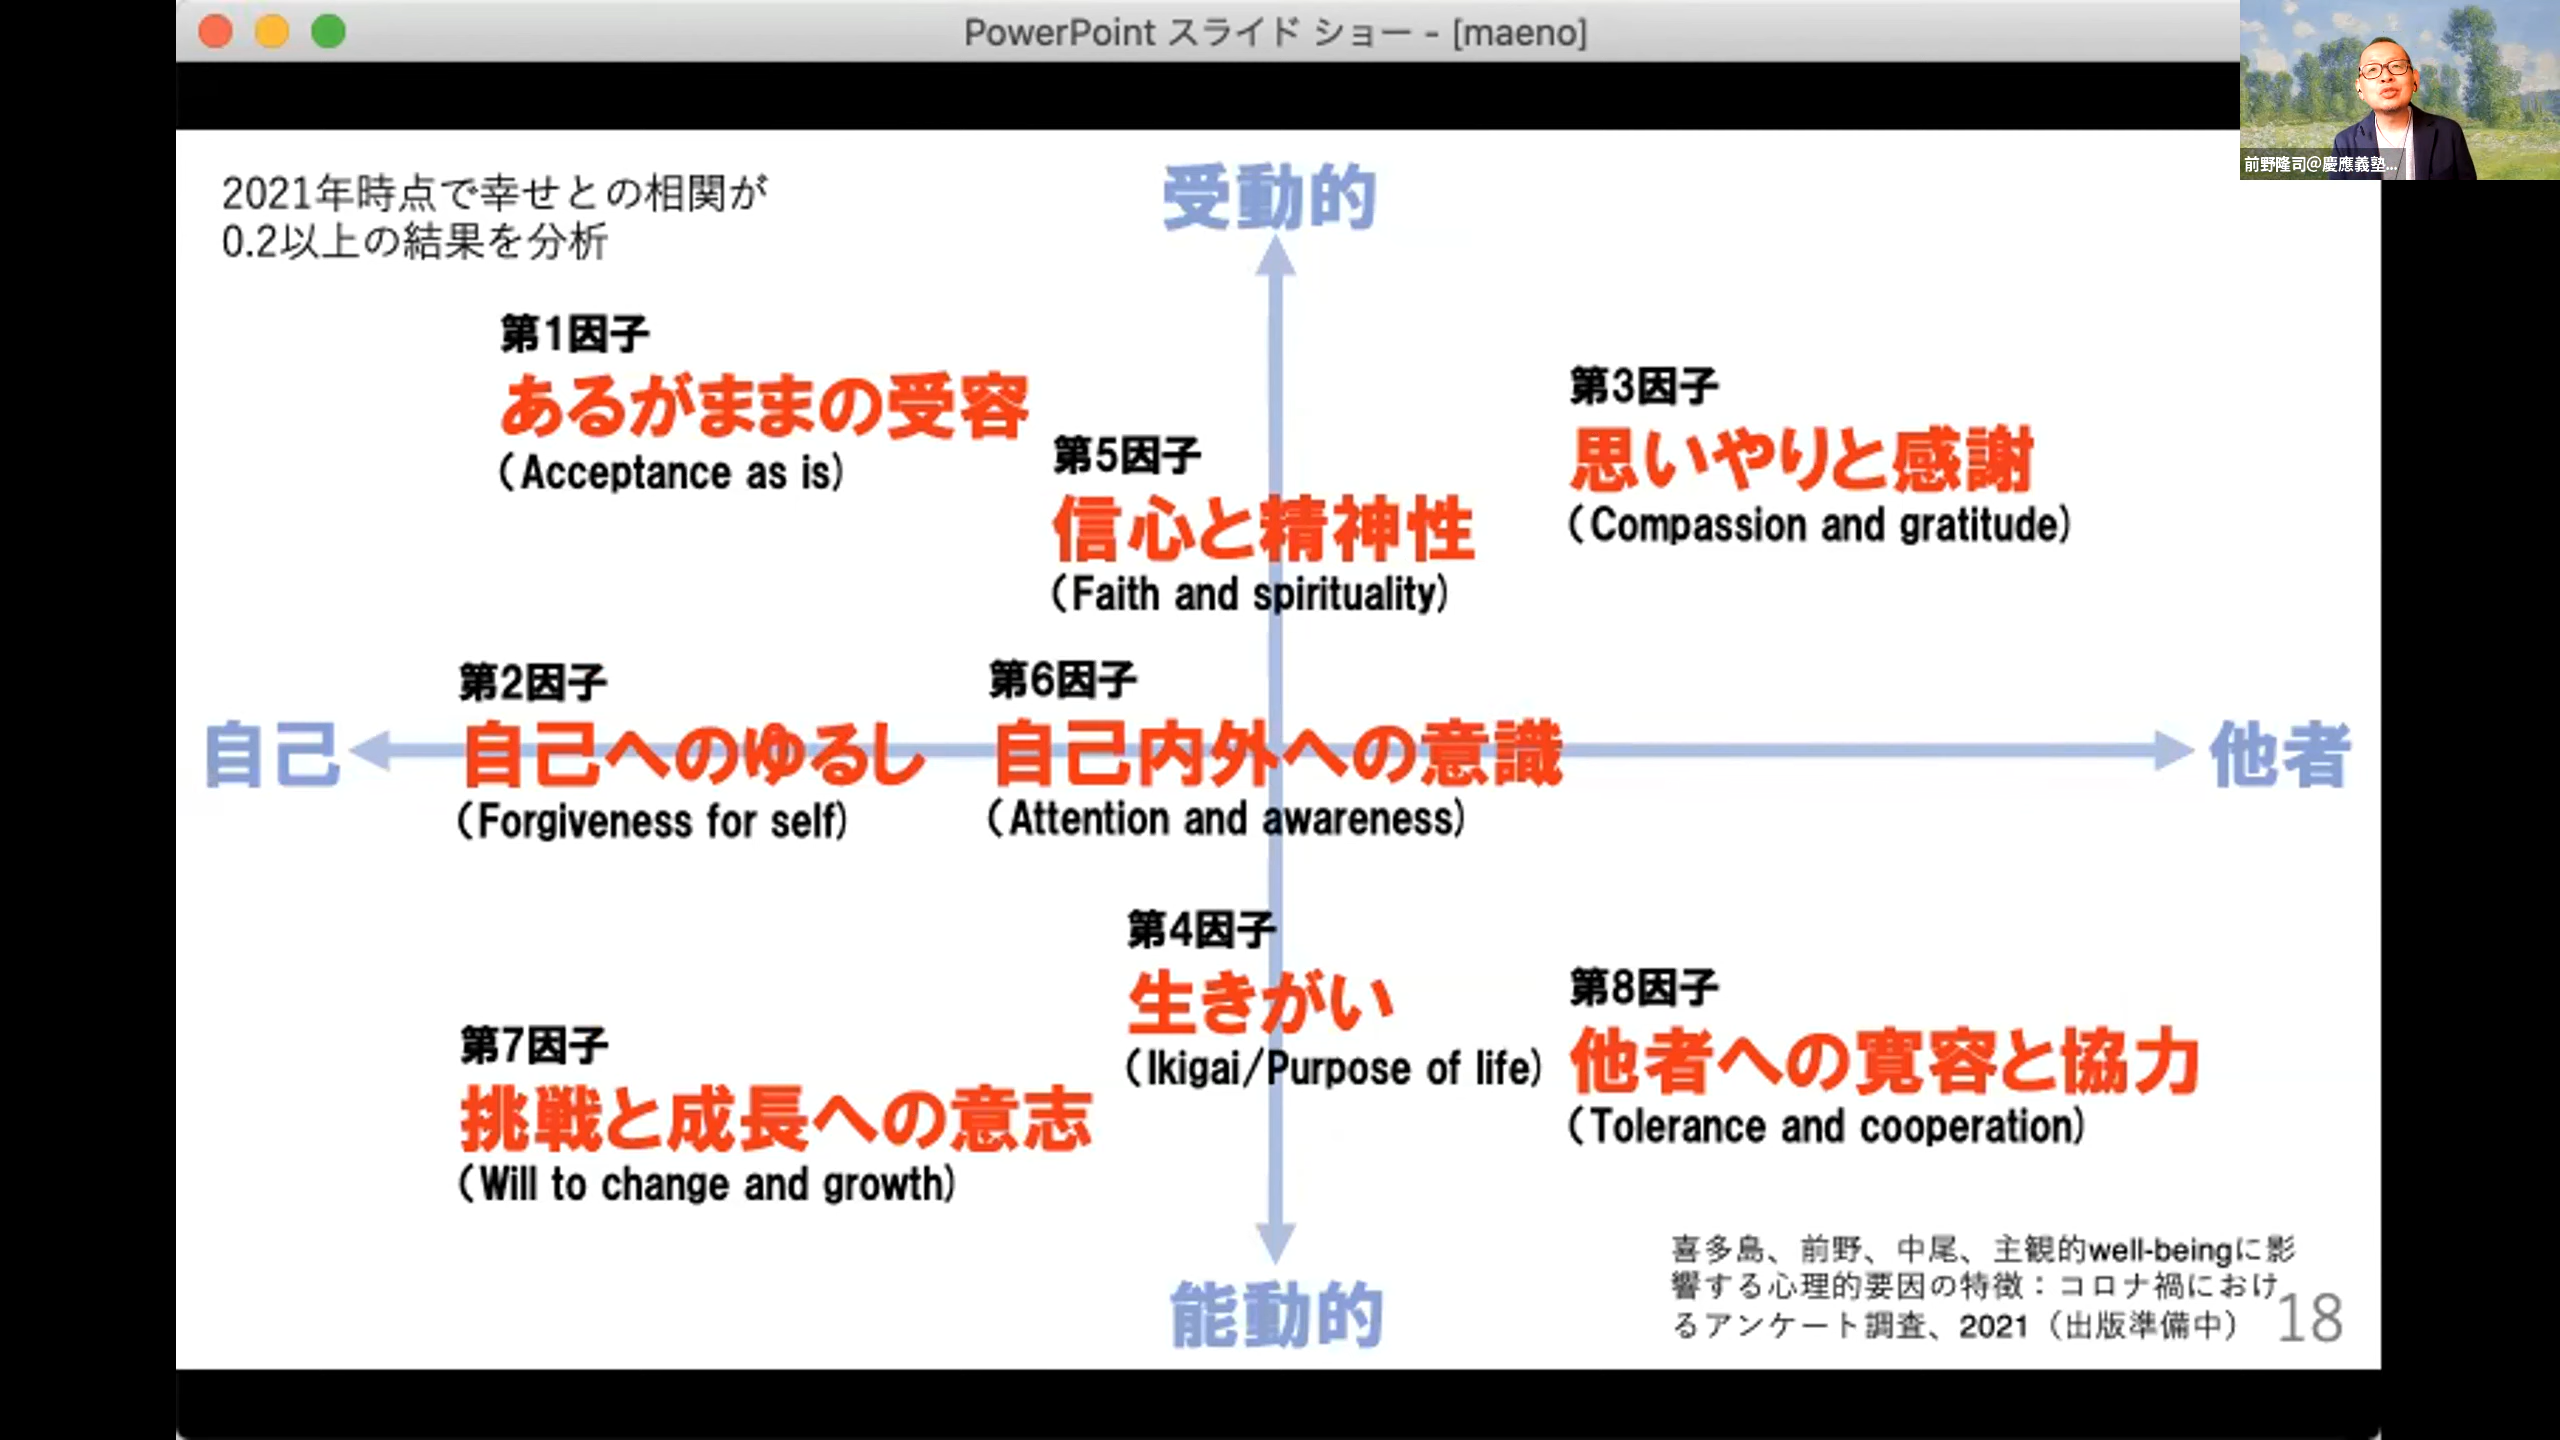 PowerPoint スライド ショー - [maeno]
前野隆司@慶應義塾...
2021年時点で幸せとの相関が
0.2以上の結果を分析
受動的
第1因子
あるがままの受容
(Acceptance as is)
第3因子
思いやりと感謝
(Compassion and gratitude)
第5因子
信心と精神性
(Faith and spirituality)
自己
第2因子
自己へのゆるし
(Forgiveness for self)
第6因子
自己内外への意識
(Attention and awareness)
他者
第4因子
生きがい
(Ikigai/Purpose of life)
第8因子
他者への寛容と協力
(Tolerance and cooperation)
第7因子
挑戦と成長への意志
(Will to change and growth)
能動的
喜多島、前野、中尾、主観的well-beingに影
響する心理的要因の特徴：コロナ禍におけ
るアンケート調査、2021（出版準備中）
18